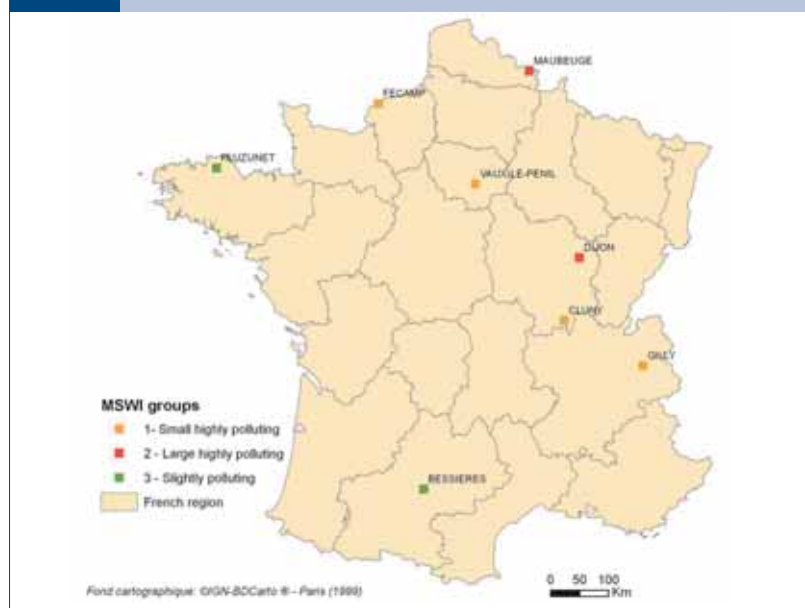 MAUBEUGE
FECAMP
PLUZUNET
VAUX-LE-PENIL
DIJON
CLUNY
GILLY
MSWI groups
1- Small highly polluting
2 - Large highly polluting
3 - Slightly polluting
French region
BESSIERES
Fond cartographique: ©IGN-BDCarto ® - Paris (1999)
0 50 100
Km